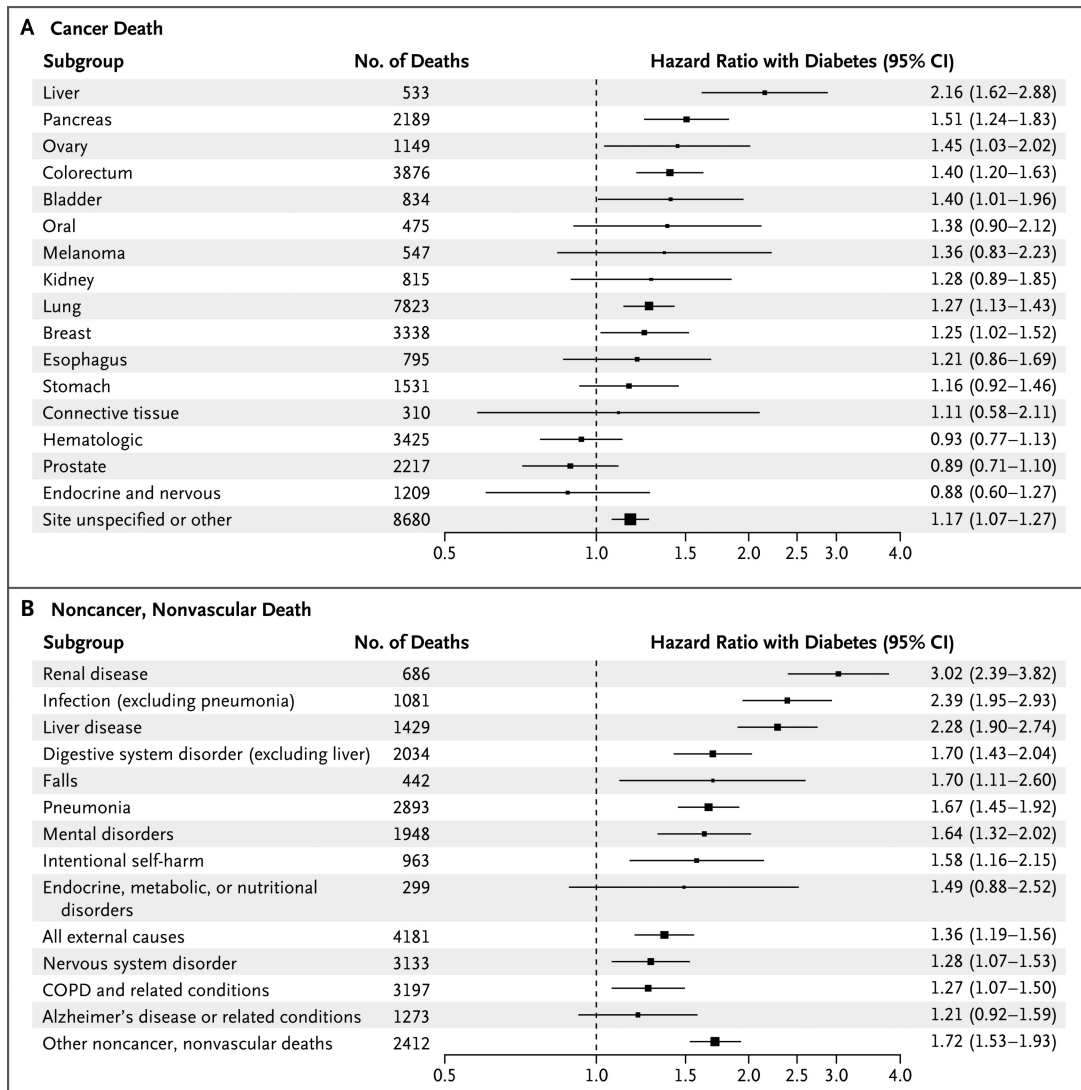 A Cancer Death
Subgroup No. of Deaths Hazard Ratio with Diabetes (95% CI)
Liver 533 2.16 (1.62–2.88)
Pancreas 2189 1.51 (1.24–1.83)
Ovary 1149 1.45 (1.03–2.02)
Colorectum 3876 1.40 (1.20–1.63)
Bladder 834 1.40 (1.01–1.96)
Oral 475 1.38 (0.90–2.12)
Melanoma 547 1.36 (0.83–2.23)
Kidney 815 1.28 (0.89–1.85)
Lung 7823 1.27 (1.13–1.43)
Breast 3338 1.25 (1.02–1.52)
Esophagus 795 1.21 (0.86–1.69)
Stomach 1531 1.16 (0.92–1.46)
Connective tissue 310 1.11 (0.58–2.11)
Hematologic 3425 0.93 (0.77–1.13)
Prostate 2217 0.89 (0.71–1.10)
Endocrine and nervous 1209 0.88 (0.60–1.27)
Site unspecified or other 8680 1.17 (1.07–1.27)
0.5 1.0 1.5 2.0 2.5 3.0 4.0
B Noncancer, Nonvascular Death
Subgroup No. of Deaths Hazard Ratio with Diabetes (95% CI)
Renal disease 686 3.02 (2.39–3.82)
Infection (excluding pneumonia) 1081 2.39 (1.95–2.93)
Liver disease 1429 2.28 (1.90–2.74)
Digestive system disorder (excluding liver) 2034 1.70 (1.43–2.04)
Falls 442 1.70 (1.11–2.60)
Pneumonia 2893 1.67 (1.45–1.92)
Mental disorders 1948 1.64 (1.32–2.02)
Intentional self-harm 963 1.58 (1.16–2.15)
Endocrine, metabolic, or nutritional 299 1.49 (0.88–2.52)
disorders
All external causes 4181 1.36 (1.19–1.56)
Nervous system disorder 3133 1.28 (1.07–1.53)
COPD and related conditions 3197 1.27 (1.07–1.50)
Alzheimer's disease or related conditions 1273 1.21 (0.92–1.59)
Other noncancer, nonvascular deaths 2412 1.72 (1.53–1.93)
0.5 1.0 1.5 2.0 2.5 3.0 4.0